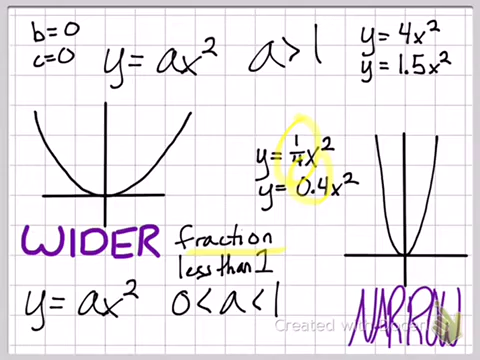 b=0
c=0
y=ax² a>1
y=4x²
y=1.5x²
y=¼x²
y=0.4x²
WIDER
fraction
less than 1
y=ax² 0<a<1
NARROW
Created with